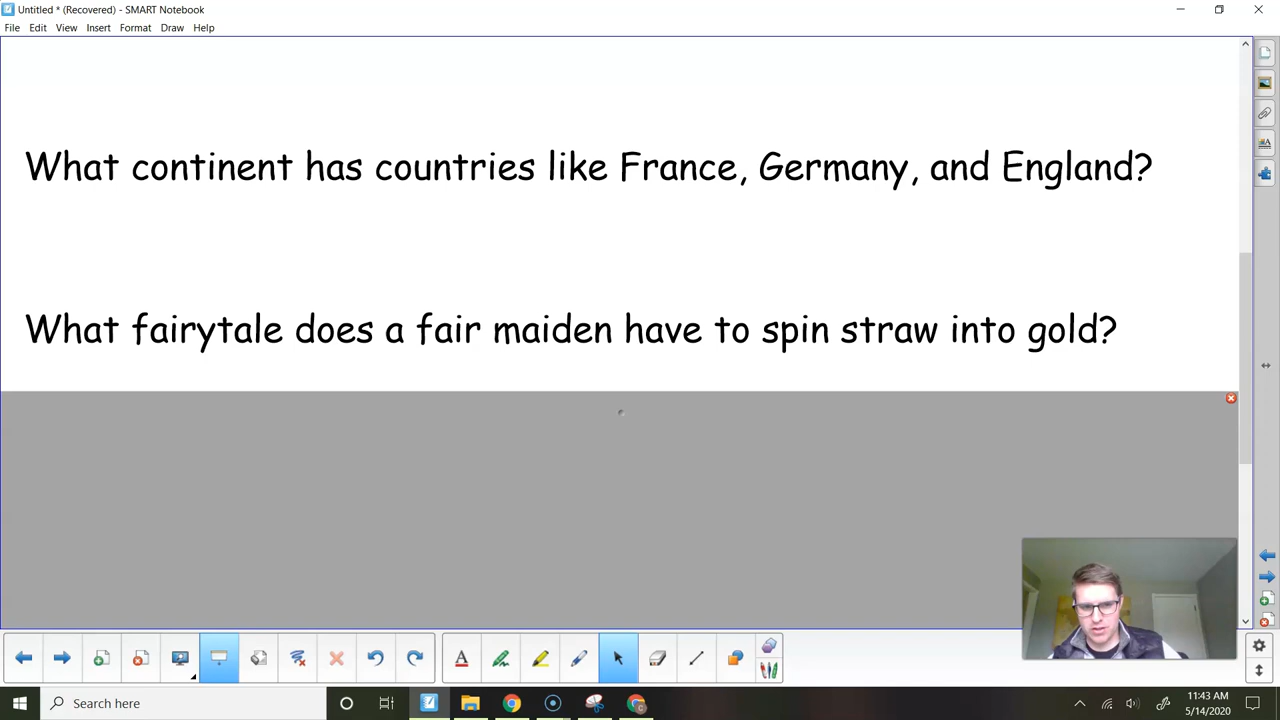 Untitled * (Recovered) - SMART Notebook
File Edit View Insert Format Draw Help
What continent has countries like France, Germany, and England?
What fairytale does a fair maiden have to spin straw into gold?
Search here
11:43 AM
5/14/2020